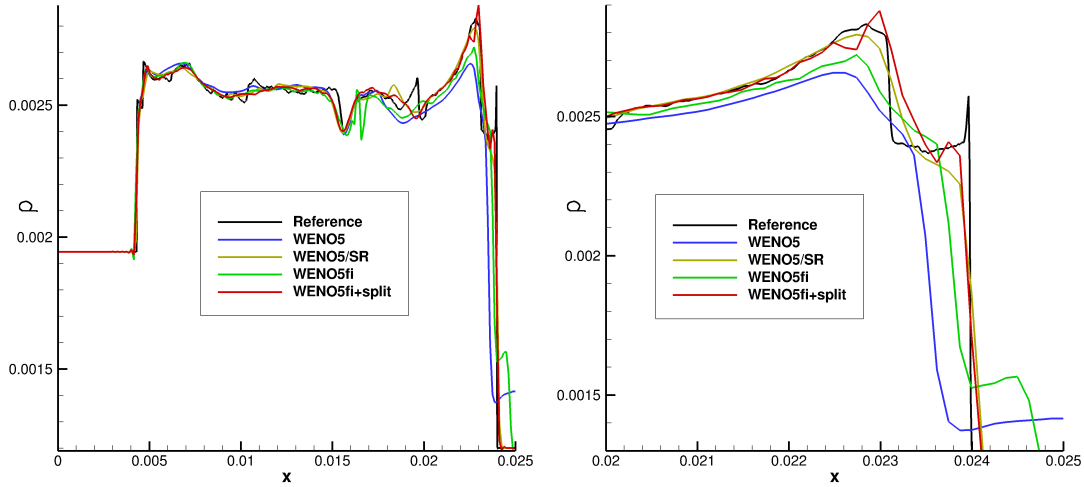 ρ
0.0025
0.002
0.0015
Reference
WENO5
WENO5/SR
WENO5fi
WENO5fi+split
0
0.005
0.01
0.015
0.02
0.025
x
ρ
0.0025
0.002
0.0015
Reference
WENO5
WENO5/SR
WENO5fi
WENO5fi+split
0.02
0.021
0.022
0.023
0.024
0.025
x